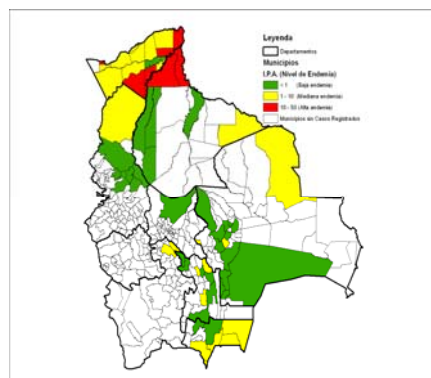 Leyenda
Departamentos
Municipios
I.P.A. (Nivel de Endemia)
< 1 (Baja endemia)
1 - 10 (Mediana endemia)
10 - 50 (Alta endemia)
Municipios sin Casos Registrados